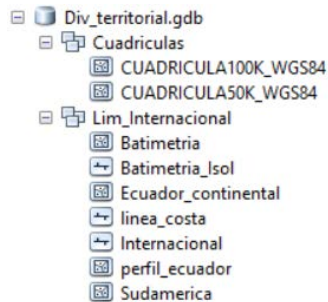 Div_territorial.gdb
Cuadriculas
CUADRICULA100K_WGS84
CUADRICULA50K_WGS84
Lim_Internacional
Batimetria
Batimetria_Isol
Ecuador_continental
linea_costa
Internacional
perfil_ecuador
Sudamerica